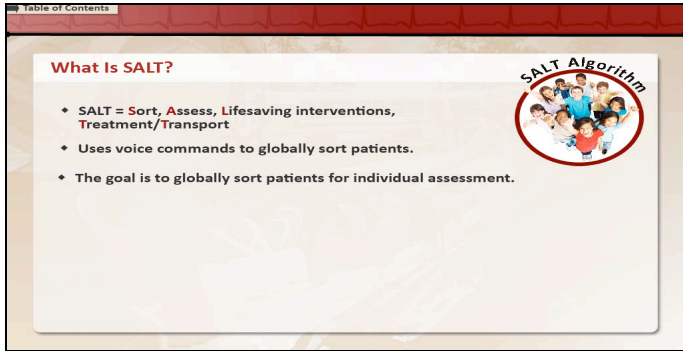 Table of Contents
What Is SALT?
SALT Algorithm
◆ SALT = Sort, Assess, Lifesaving interventions,
Treatment/Transport
◆ Uses voice commands to globally sort patients.
◆ The goal is to globally sort patients for individual assessment.